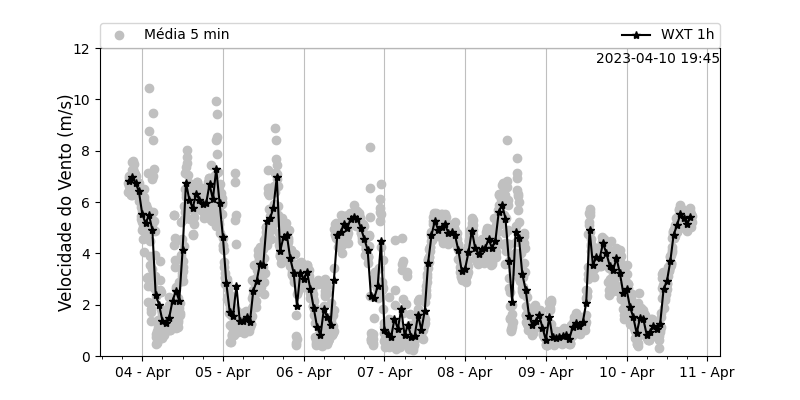 Média 5 min
WXT 1h
2023-04-10 19:45
Velocidade do Vento (m/s)
12
10
8
6
4
2
0
04 - Apr
05 - Apr
06 - Apr
07 - Apr
08 - Apr
09 - Apr
10 - Apr
11 - Apr